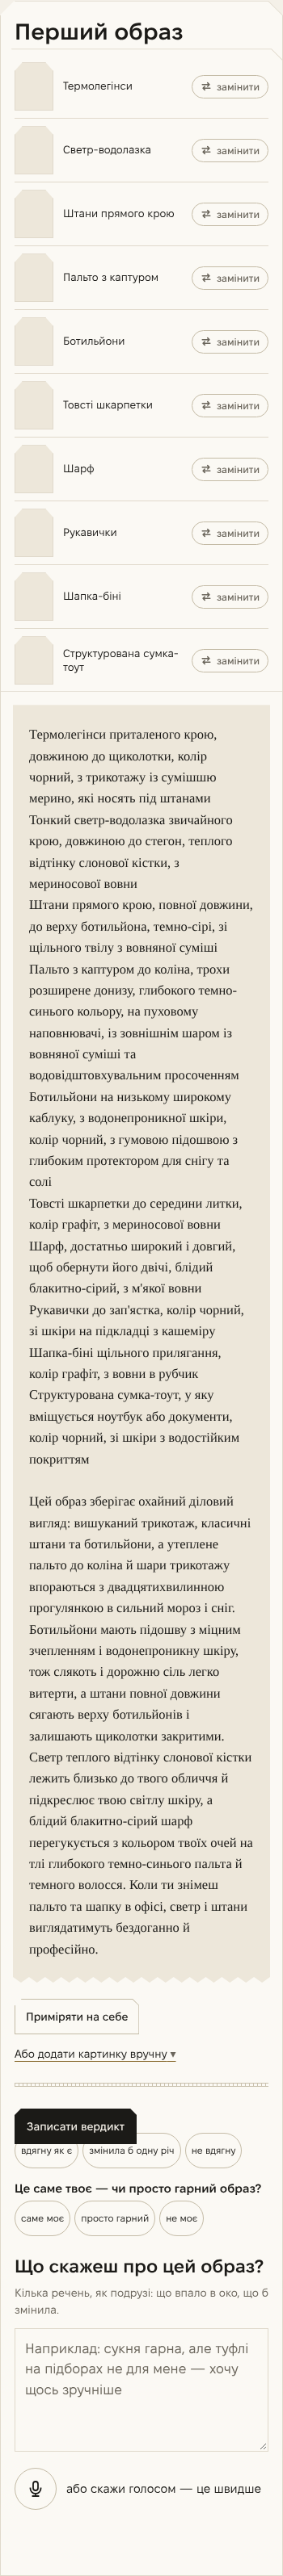 Перший образ
Термолегінси
замінити
Светр-водолазка
замінити
Штани прямого крою
замінити
Пальто з каптуром
замінити
Ботильйони
замінити
Товсті шкарпетки
замінити
Шарф
замінити
Рукавички
замінити
Шапка-біні
замінити
Структурована сумка-
тоут
замінити
Термолегінси приталеного крою,
довжиною до щиколотки, колір
чорний, з трикотажу із сумішшю
мерино, які носять під штанами
Тонкий светр-водолазка звичайного
крою, довжиною до стегон, теплого
відтінку слонової кістки, з
мериносової вовни
Штани прямого крою, повної довжини,
до верху ботильйона, темно-сірі, зі
щільного твілу з вовняної суміші
Пальто з каптуром до коліна, трохи
розширене донизу, глибокого темно-
синього кольору, на пуховому
наповнювачі, із зовнішнім шаром із
вовняної суміші та
водовідштовхувальним просоченням
Ботильйони на низькому широкому
каблуку, з водонепроникної шкіри,
колір чорний, з гумовою підошвою з
глибоким протектором для снігу та
солі
Товсті шкарпетки до середини литки,
колір графіт, з мериносової вовни
Шарф, достатньо широкий і довгий,
щоб обернути його двічі, блідий
блакитно-сірий, з м'якої вовни
Рукавички до зап'ястка, колір чорний,
зі шкіри на підкладці з кашеміру
Шапка-біні щільного прилягання,
колір графіт, з вовни в рубчик
Структурована сумка-тоут, у яку
вміщується ноутбук або документи,
колір чорний, зі шкіри з водостійким
покриттям
Цей образ зберігає охайний діловий
вигляд: вишуканий трикотаж, класичні
штани та ботильйони, а утеплене
пальто до коліна й шари трикотажу
впораються з двадцятихвилинною
прогулянкою в сильний мороз і сніг.
Ботильйони мають підошву з міцним
зчепленням і водонепроникну шкіру,
тож слякоть і дорожню сіль легко
витерти, а штани повної довжини
сягають верху ботильйонів і
залишають щиколотки закритими.
Светр теплого відтінку слонової кістки
лежить близько до твого обличчя й
підкреслює твою світлу шкіру, а
блідий блакитно-сірий шарф
перегукується з кольором твоїх очей на
тлі глибокого темно-синього пальта й
темного волосся. Коли ти знімеш
пальто та шапку в офісі, светр і штани
виглядатимуть бездоганно й
професійно.
Приміряти на себе
Або додати картинку вручну ▾
Записати вердикт
вдягну як є
змінила б одну річ
не вдягну
Це саме твоє — чи просто гарний образ?
саме моє
просто гарний
не моє
Що скажеш про цей образ?
Кілька речень, як подрузі: що впало в око, що б
змінила.
Наприклад: сукня гарна, але туфлі
на підборах не для мене — хочу
щось зручніше
або скажи голосом — це швидше